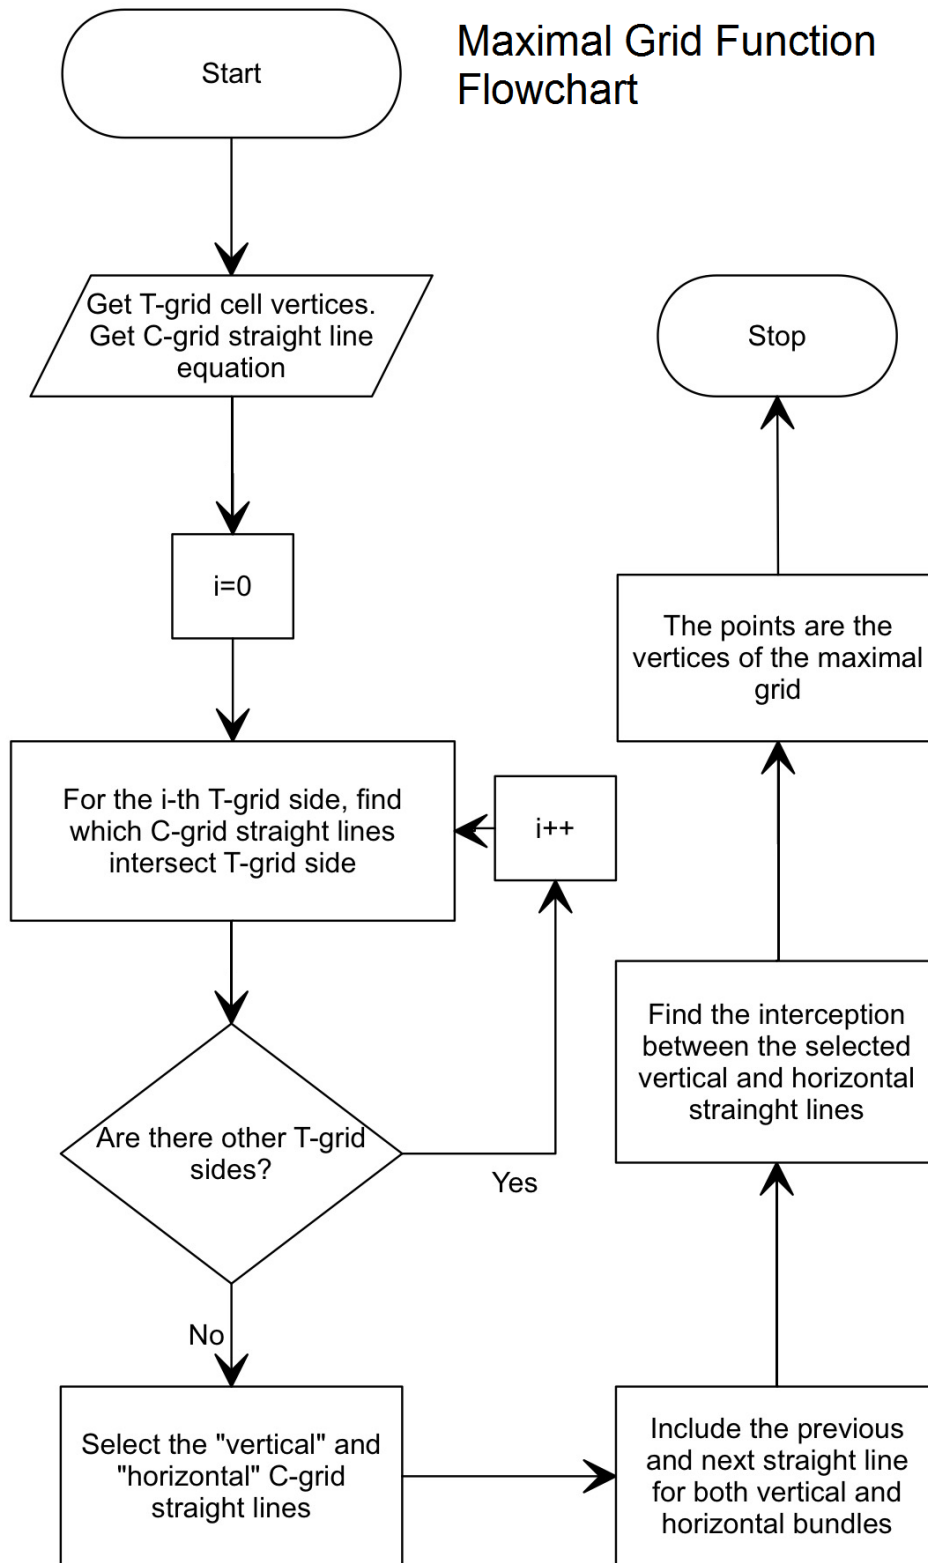 Maximal Grid Function
Flowchart
Start
Get T-grid cell vertices.
Get C-grid straight line
equation
i=0
For the i-th T-grid side, find
which C-grid straight lines
intersect T-grid side
i++
Are there other T-grid
sides?
Yes
No
Select the "vertical" and
"horizontal" C-grid
straight lines
Include the previous
and next straight line
for both vertical and
horizontal bundles
Find the interception
between the selected
vertical and horizontal
strainght lines
The points are the
vertices of the maximal
grid
Stop